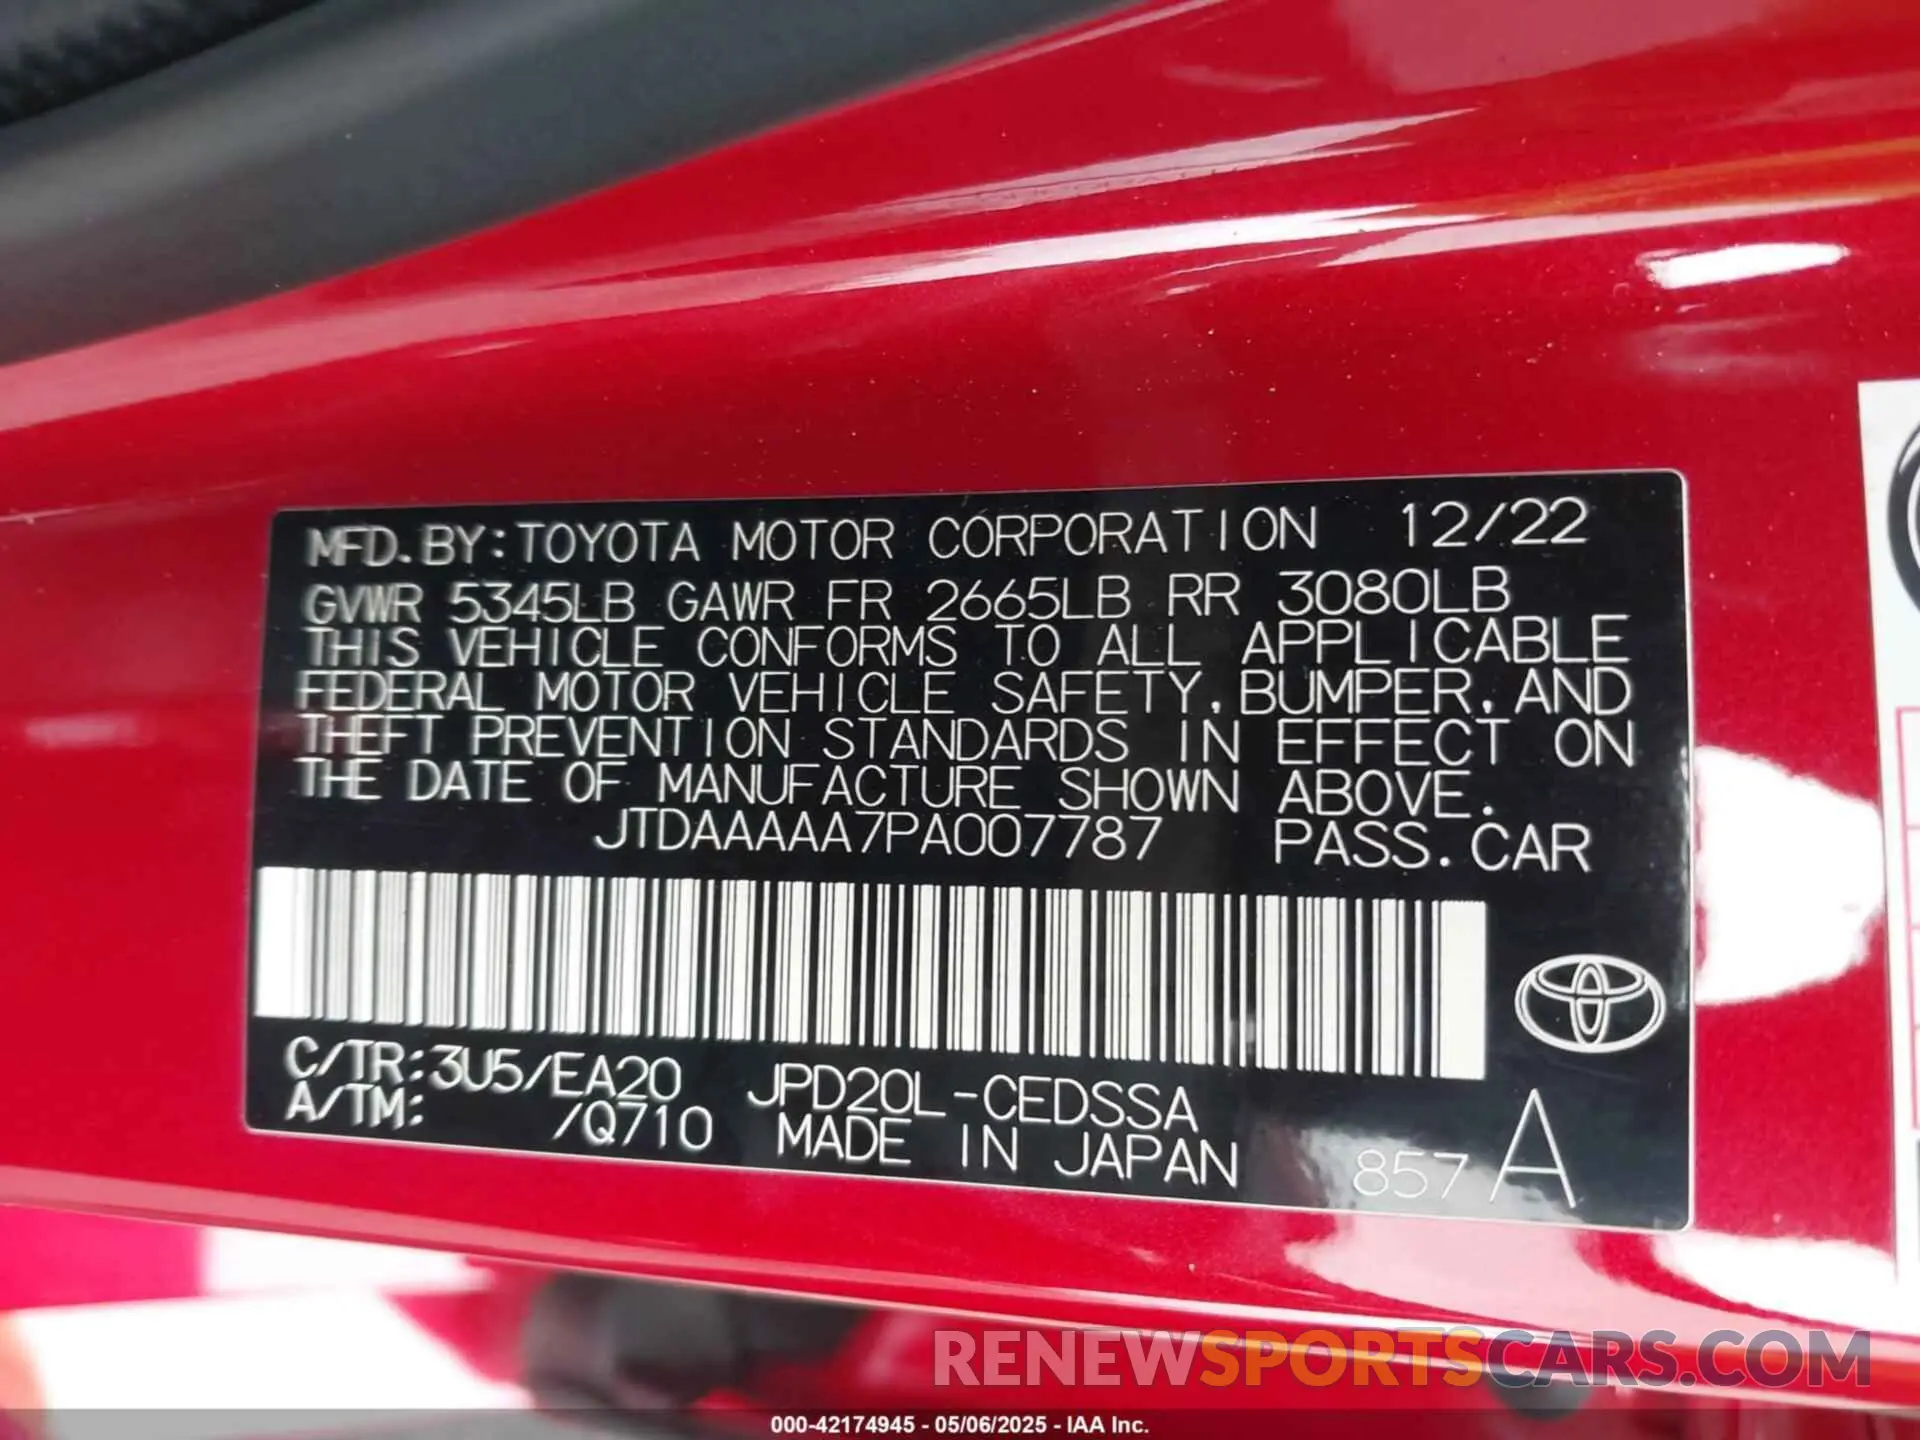 MFD. BY: TOYOTA MOTOR CORPORATION 12/22
GVWR 5345LB GAWR FR 2665LB RR 3080LB
THIS VEHICLE CONFORMS TO ALL APPLICABLE
FEDERAL MOTOR VEHICLE SAFETY, BUMPER, AND
THEFT PREVENTION STANDARDS IN EFFECT ON
THE DATE OF MANUFACTURE SHOWN ABOVE.
JTDAAAAA7PA007787 PASS. CAR
C/TR: 3U5/EA20 JPD20L-CEDSSA
A/TM: /Q710 MADE IN JAPAN 857 A
RENEWSPORTSCARS.COM
000-42174945 - 05/06/2025 - IAA Inc.